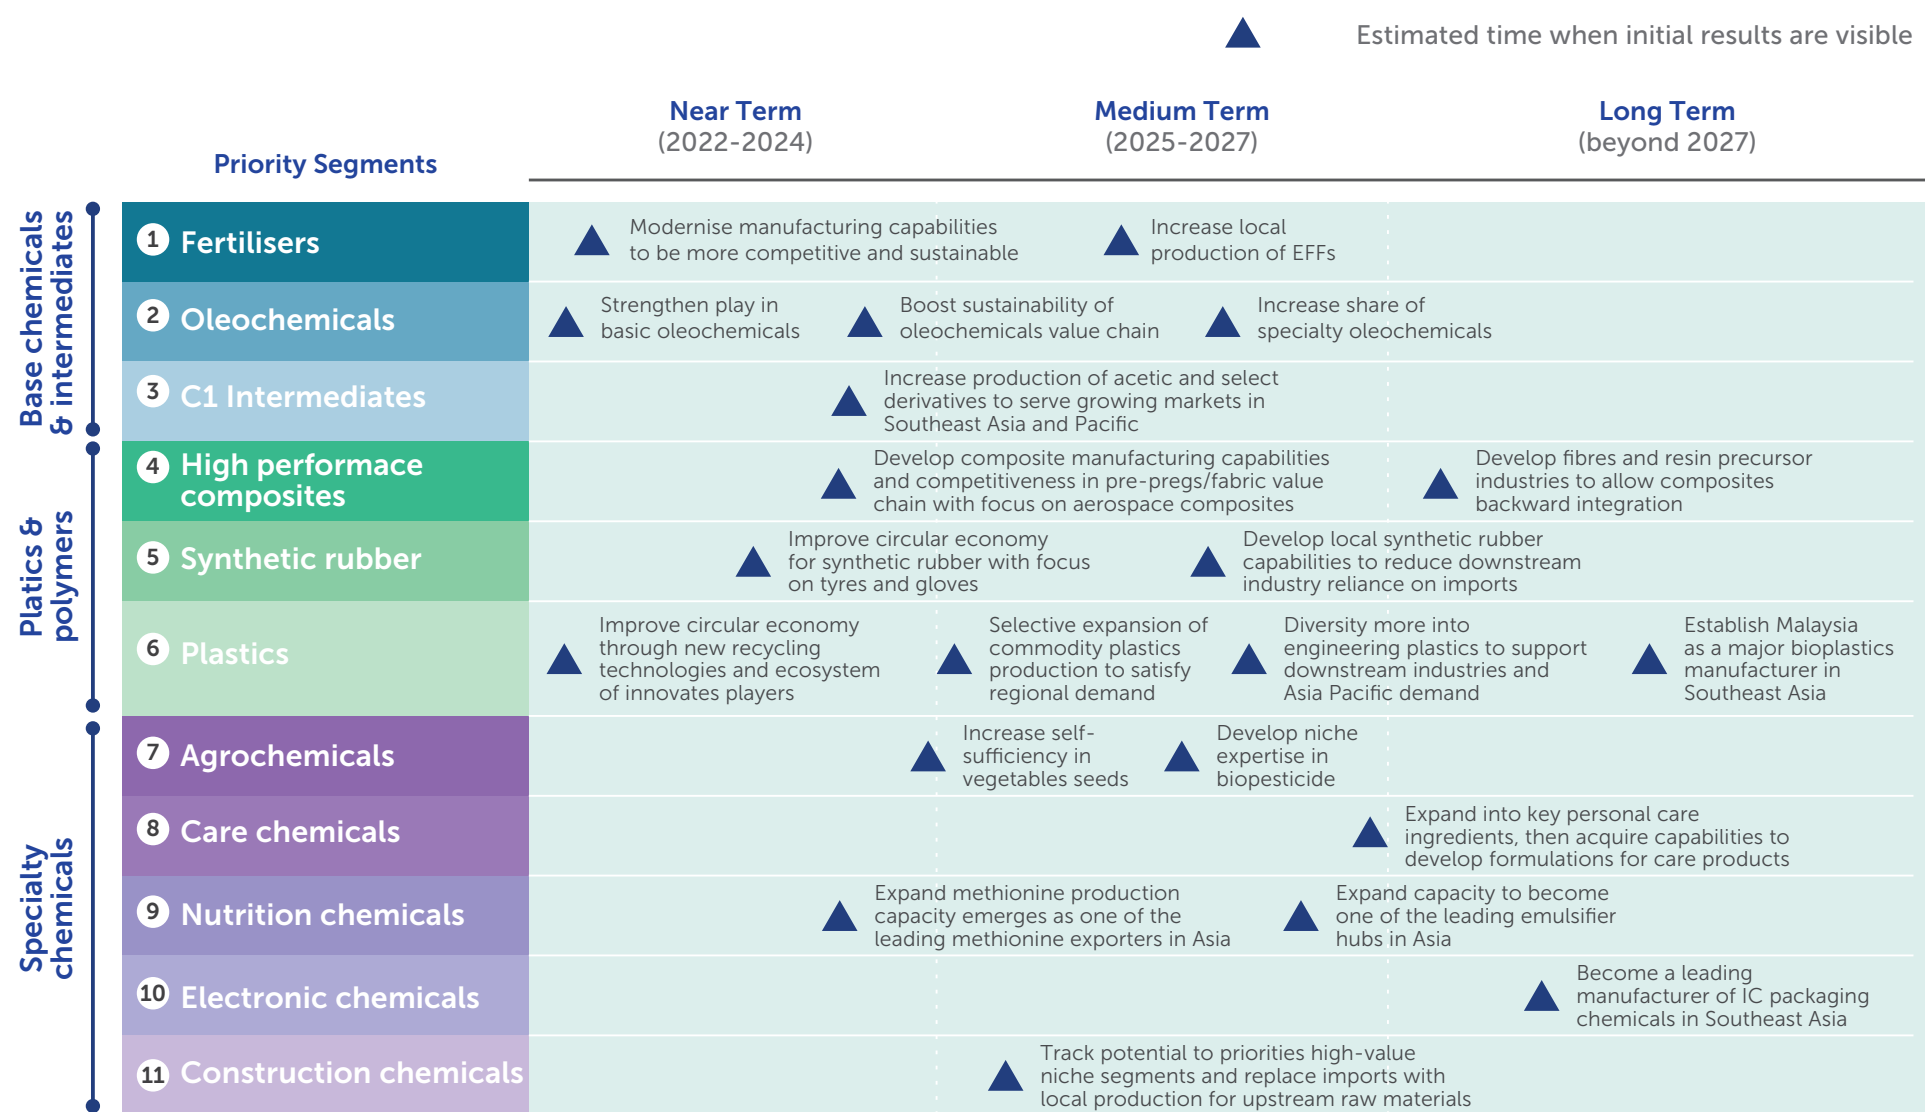 Estimated time when initial results are visible
Near Term
(2022-2024)
Medium Term
(2025-2027)
Long Term
(beyond 2027)
Priority Segments
Base chemicals
& intermediates
1 Fertilisers
Modernise manufacturing capabilities
to be more competitive and sustainable
Increase local
production of EFFs
2 Oleochemicals
Strengthen play in
basic oleochemicals
Boost sustainability of
oleochemicals value chain
Increase share of
specialty oleochemicals
3 C1 Intermediates
Increase production of acetic and select
derivatives to serve growing markets in
Southeast Asia and Pacific
Platics &
polymers
4 High performace
composites
Develop composite manufacturing capabilities
and competitiveness in pre-pregs/fabric value
chain with focus on aerospace composites
Develop fibres and resin precursor
industries to allow composites
backward integration
5 Synthetic rubber
Improve circular economy
for synthetic rubber with focus
on tyres and gloves
Develop local synthetic rubber
capabilities to reduce downstream
industry reliance on imports
6 Plastics
Improve circular economy
through new recycling
technologies and ecosystem
of innovates players
Selective expansion of
commodity plastics
production to satisfy
regional demand
Diversity more into
engineering plastics to support
downstream industries and
Asia Pacific demand
Establish Malaysia
as a major bioplastics
manufacturer in
Southeast Asia
Specialty
chemicals
7 Agrochemicals
Increase self-
sufficiency in
vegetables seeds
Develop niche
expertise in
biopesticide
8 Care chemicals
Expand into key personal care
ingredients, then acquire capabilities to
develop formulations for care products
9 Nutrition chemicals
Expand methionine production
capacity emerges as one of the
leading methionine exporters in Asia
Expand capacity to become
one of the leading emulsifier
hubs in Asia
10 Electronic chemicals
Become a leading
manufacturer of IC packaging
chemicals in Southeast Asia
11 Construction chemicals
Track potential to priorities high-value
niche segments and replace imports with
local production for upstream raw materials